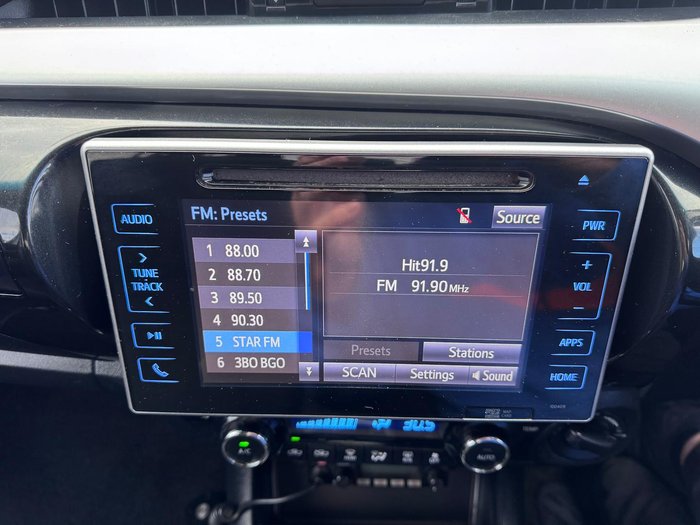 AUDIO
TUNE
TRACK
FM: Presets
Source
1 88.00
2 88.70
3 89.50
4 90.30
5 STAR FM
6 3BO BGO
Hit91.9
FM 91.90 MHz
Presets
Stations
SCAN
Settings
Sound
PWR
+
VOL
-
APPS
HOME
100409
A/C
AUTO
TEMP